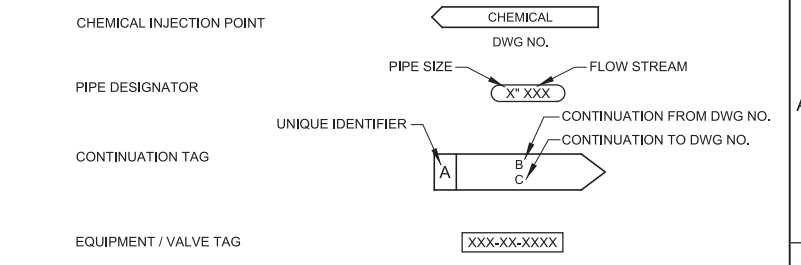 CHEMICAL INJECTION POINT
CHEMICAL
DWG NO.
PIPE SIZE
FLOW STREAM
PIPE DESIGNATOR
X" XXX
UNIQUE IDENTIFIER
CONTINUATION FROM DWG NO.
CONTINUATION TO DWG NO.
CONTINUATION TAG
A
B
C
EQUIPMENT / VALVE TAG
XXX-XX-XXXX
A